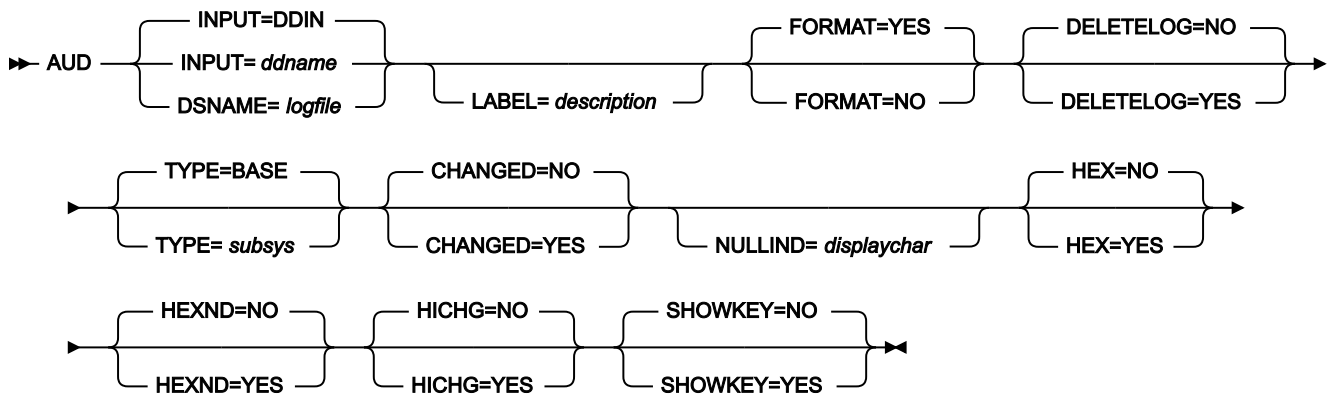 INPUT=DDIN
AUD
INPUT= ddname
DSNAME= logfile
LABEL= description
FORMAT=YES
FORMAT=NO
DELETELOG=NO
DELETELOG=YES
TYPE=BASE
TYPE= subsys
CHANGED=NO
CHANGED=YES
NULLIND= displaychar
HEX=NO
HEX=YES
HEXND=NO
HEXND=YES
HICHG=NO
HICHG=YES
SHOWKEY=NO
SHOWKEY=YES